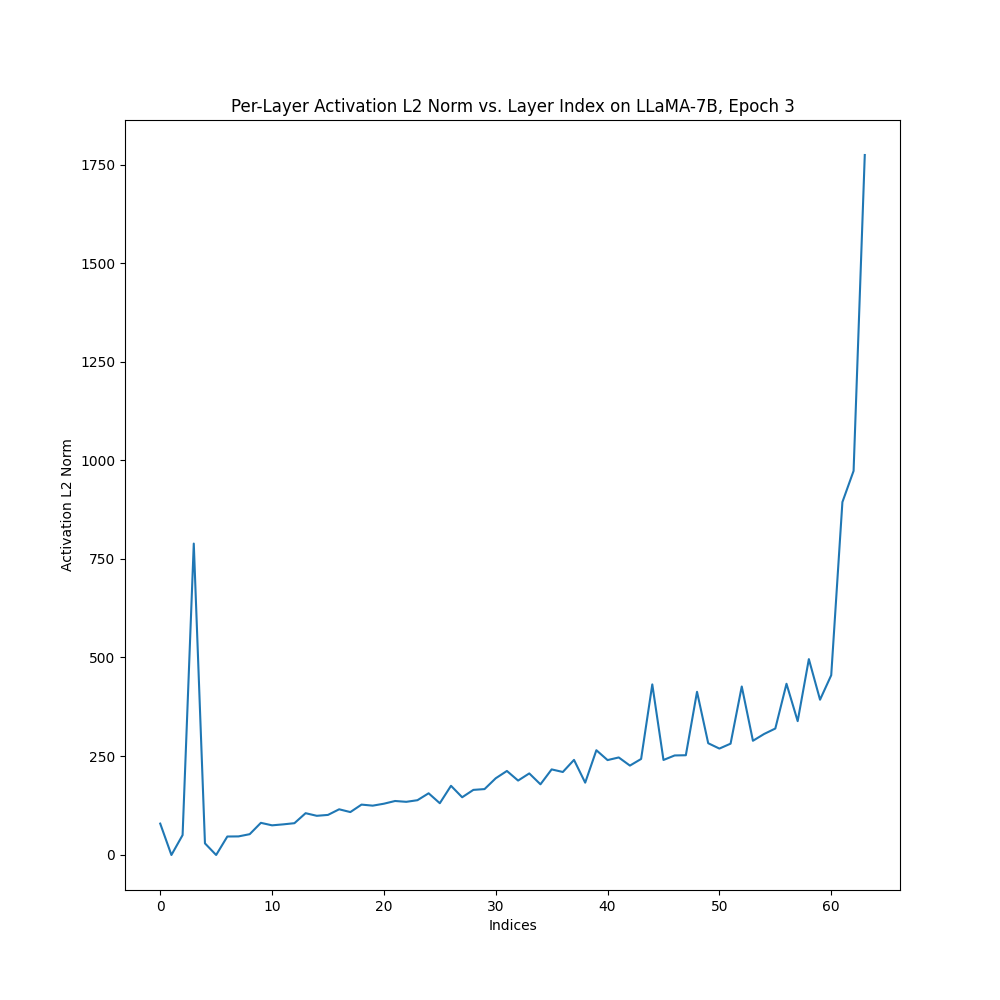 Per-Layer Activation L2 Norm vs. Layer Index on LLaMA-7B, Epoch 3
1750
1500
1250
1000
750
500
250
0
Activation L2 Norm
0 10 20 30 40 50 60
Indices